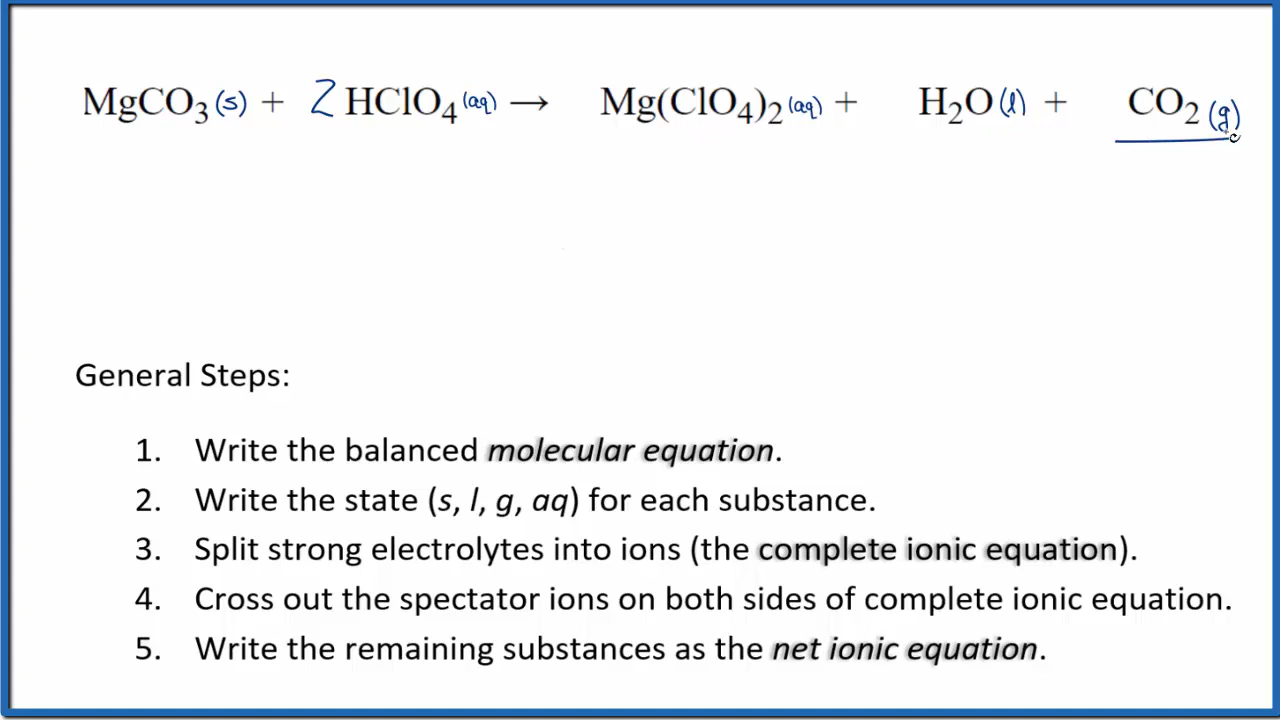 MgCO₃(s) + 2 HClO₄(aq) → Mg(ClO₄)₂(aq) + H₂O(l) + CO₂(g)
General Steps:
1. Write the balanced molecular equation.
2. Write the state (s, l, g, aq) for each substance.
3. Split strong electrolytes into ions (the complete ionic equation).
4. Cross out the spectator ions on both sides of complete ionic equation.
5. Write the remaining substances as the net ionic equation.